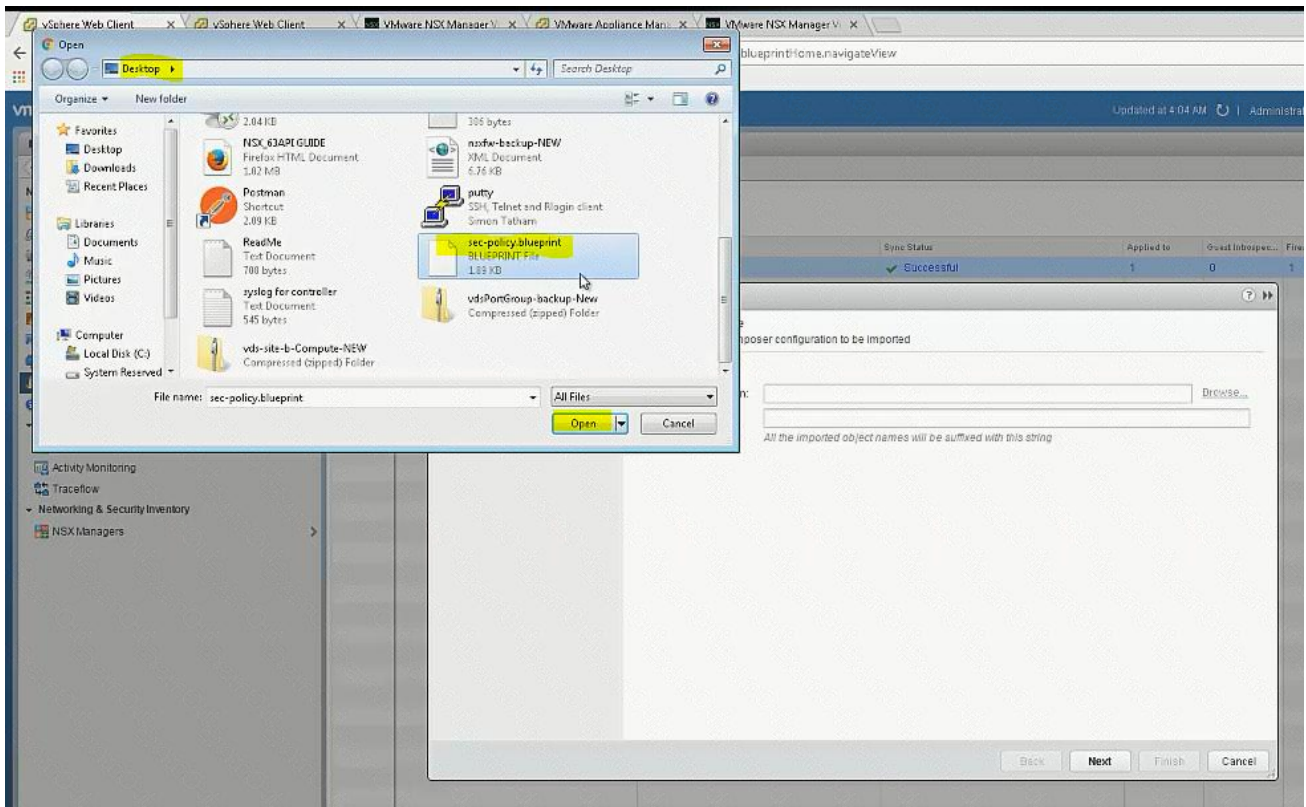 vSphere Web Client
vSphere Web Client
VMware NSX Manager Vi
VMware Appliance Man
VMware NSX Manager Vi
Open
blueprintHome.navigateView
Desktop
Search Desktop
Organize
New folder
Updated at 4:04 AM
Favorites
Desktop
Downloads
Recent Places
Libraries
Documents
Music
Pictures
Videos
Computer
Local Disk (C:)
System Reserved
2.04 KB
306 bytes
NSX_63API GUIDE
Firefox HTML Document
1.02 MB
nsxfw-backup-NEW
XML Document
6.76 KB
Postman
Shortcut
2.09 KB
putty
SSH, Telnet and Rlogin client
Simon Tatham
ReadMe
Text Document
708 bytes
sec-policy.blueprint
BLUEPRINT File
1.89 KB
syslog for controller
Text Document
545 bytes
vdsPortGroup-backup-New
Compressed (zipped) Folder
vds-site-b-Compute-NEW
Compressed (zipped) Folder
File name: sec-policy.blueprint
All Files
Open
Cancel
Sync Status
Applied to
Guest Introspec...
Successful
1
0
1
configuration to be imported
Browse...
All the imported object names will be suffixed with this string
Activity Monitoring
Traceflow
Networking & Security Inventory
NSX Managers
Back
Next
Finish
Cancel